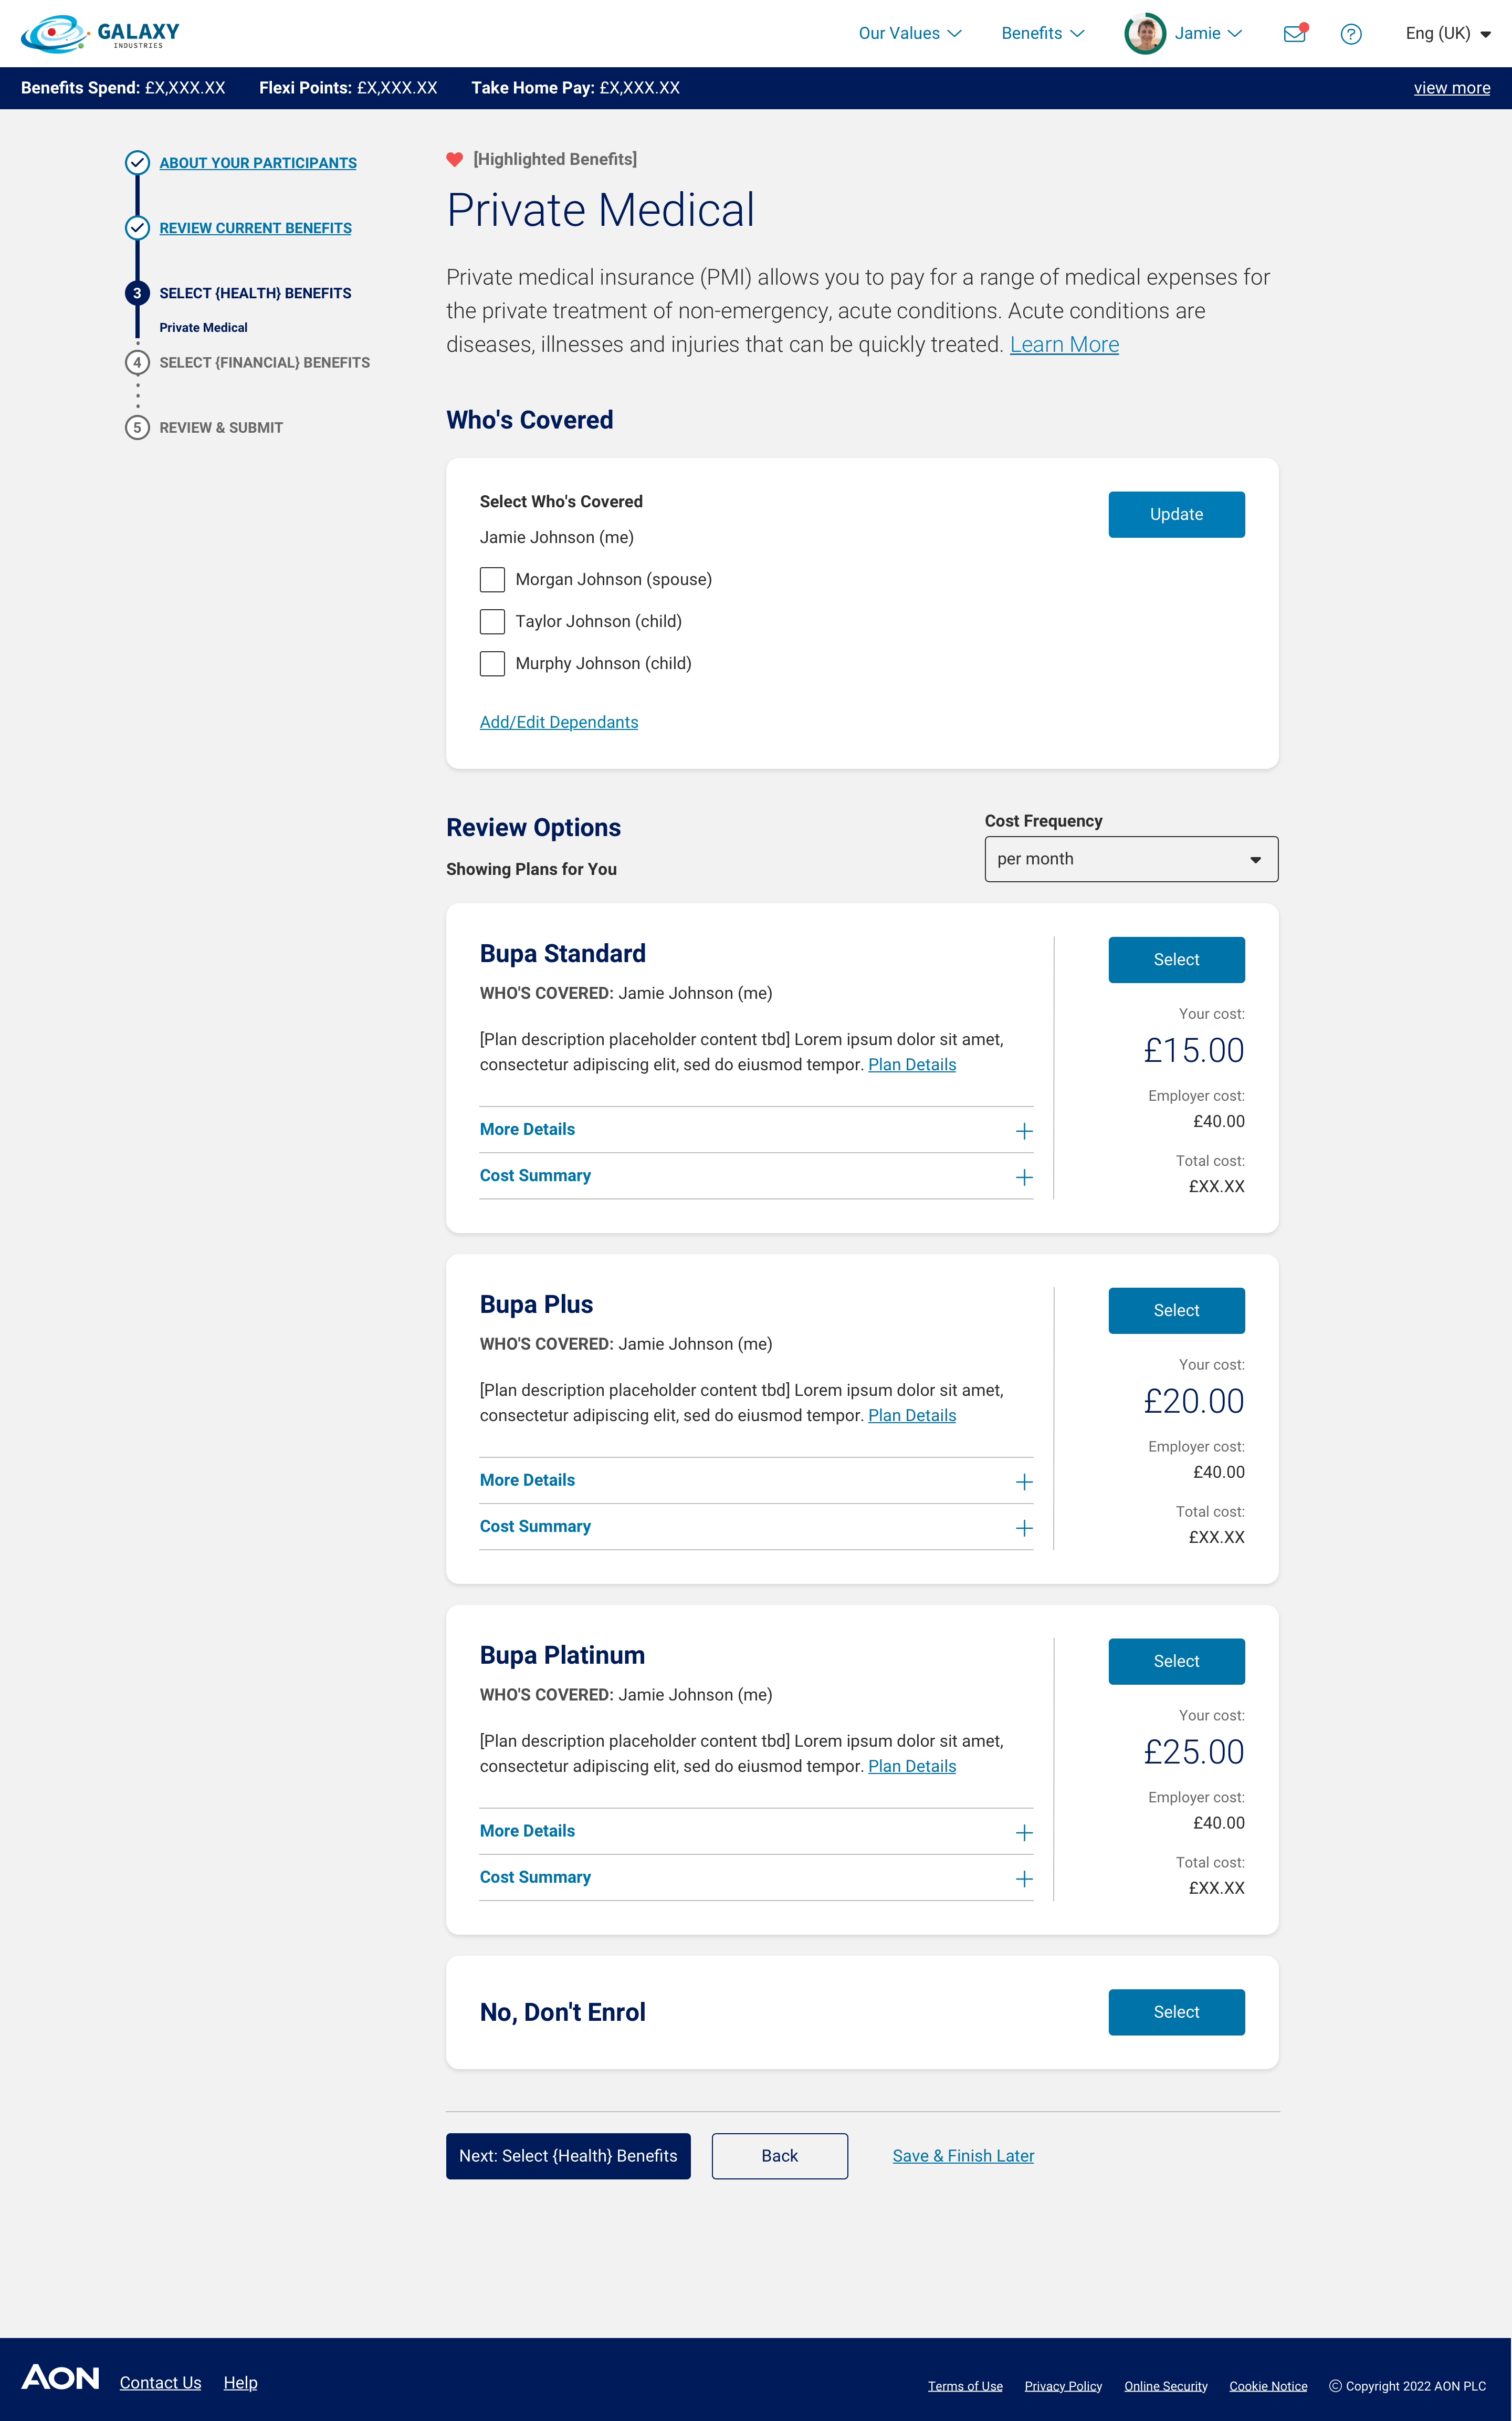 GALAXY
INDUSTRIES
Our Values
Benefits
Jamie
Eng (UK)
Benefits Spend: £X,XXX.XX
Flexi Points: £X,XXX.XX
Take Home Pay: £X,XXX.XX
view more
ABOUT YOUR PARTICIPANTS
REVIEW CURRENT BENEFITS
3 SELECT {HEALTH} BENEFITS
Private Medical
4 SELECT {FINANCIAL} BENEFITS
5 REVIEW & SUBMIT
[Highlighted Benefits]
Private Medical
Private medical insurance (PMI) allows you to pay for a range of medical expenses for
the private treatment of non-emergency, acute conditions. Acute conditions are
diseases, illnesses and injuries that can be quickly treated. Learn More
Who's Covered
Select Who's Covered
Update
Jamie Johnson (me)
Morgan Johnson (spouse)
Taylor Johnson (child)
Murphy Johnson (child)
Add/Edit Dependants
Review Options
Showing Plans for You
Cost Frequency
per month
Bupa Standard
WHO'S COVERED: Jamie Johnson (me)
[Plan description placeholder content tbd] Lorem ipsum dolor sit amet,
consectetur adipiscing elit, sed do eiusmod tempor. Plan Details
More Details
Cost Summary
Select
Your cost:
£15.00
Employer cost:
£40.00
Total cost:
£XX.XX
Bupa Plus
WHO'S COVERED: Jamie Johnson (me)
[Plan description placeholder content tbd] Lorem ipsum dolor sit amet,
consectetur adipiscing elit, sed do eiusmod tempor. Plan Details
More Details
Cost Summary
Select
Your cost:
£20.00
Employer cost:
£40.00
Total cost:
£XX.XX
Bupa Platinum
WHO'S COVERED: Jamie Johnson (me)
[Plan description placeholder content tbd] Lorem ipsum dolor sit amet,
consectetur adipiscing elit, sed do eiusmod tempor. Plan Details
More Details
Cost Summary
Select
Your cost:
£25.00
Employer cost:
£40.00
Total cost:
£XX.XX
No, Don't Enrol
Select
Next: Select {Health} Benefits
Back
Save & Finish Later
AON
Contact Us
Help
Terms of Use
Privacy Policy
Online Security
Cookie Notice
© Copyright 2022 AON PLC